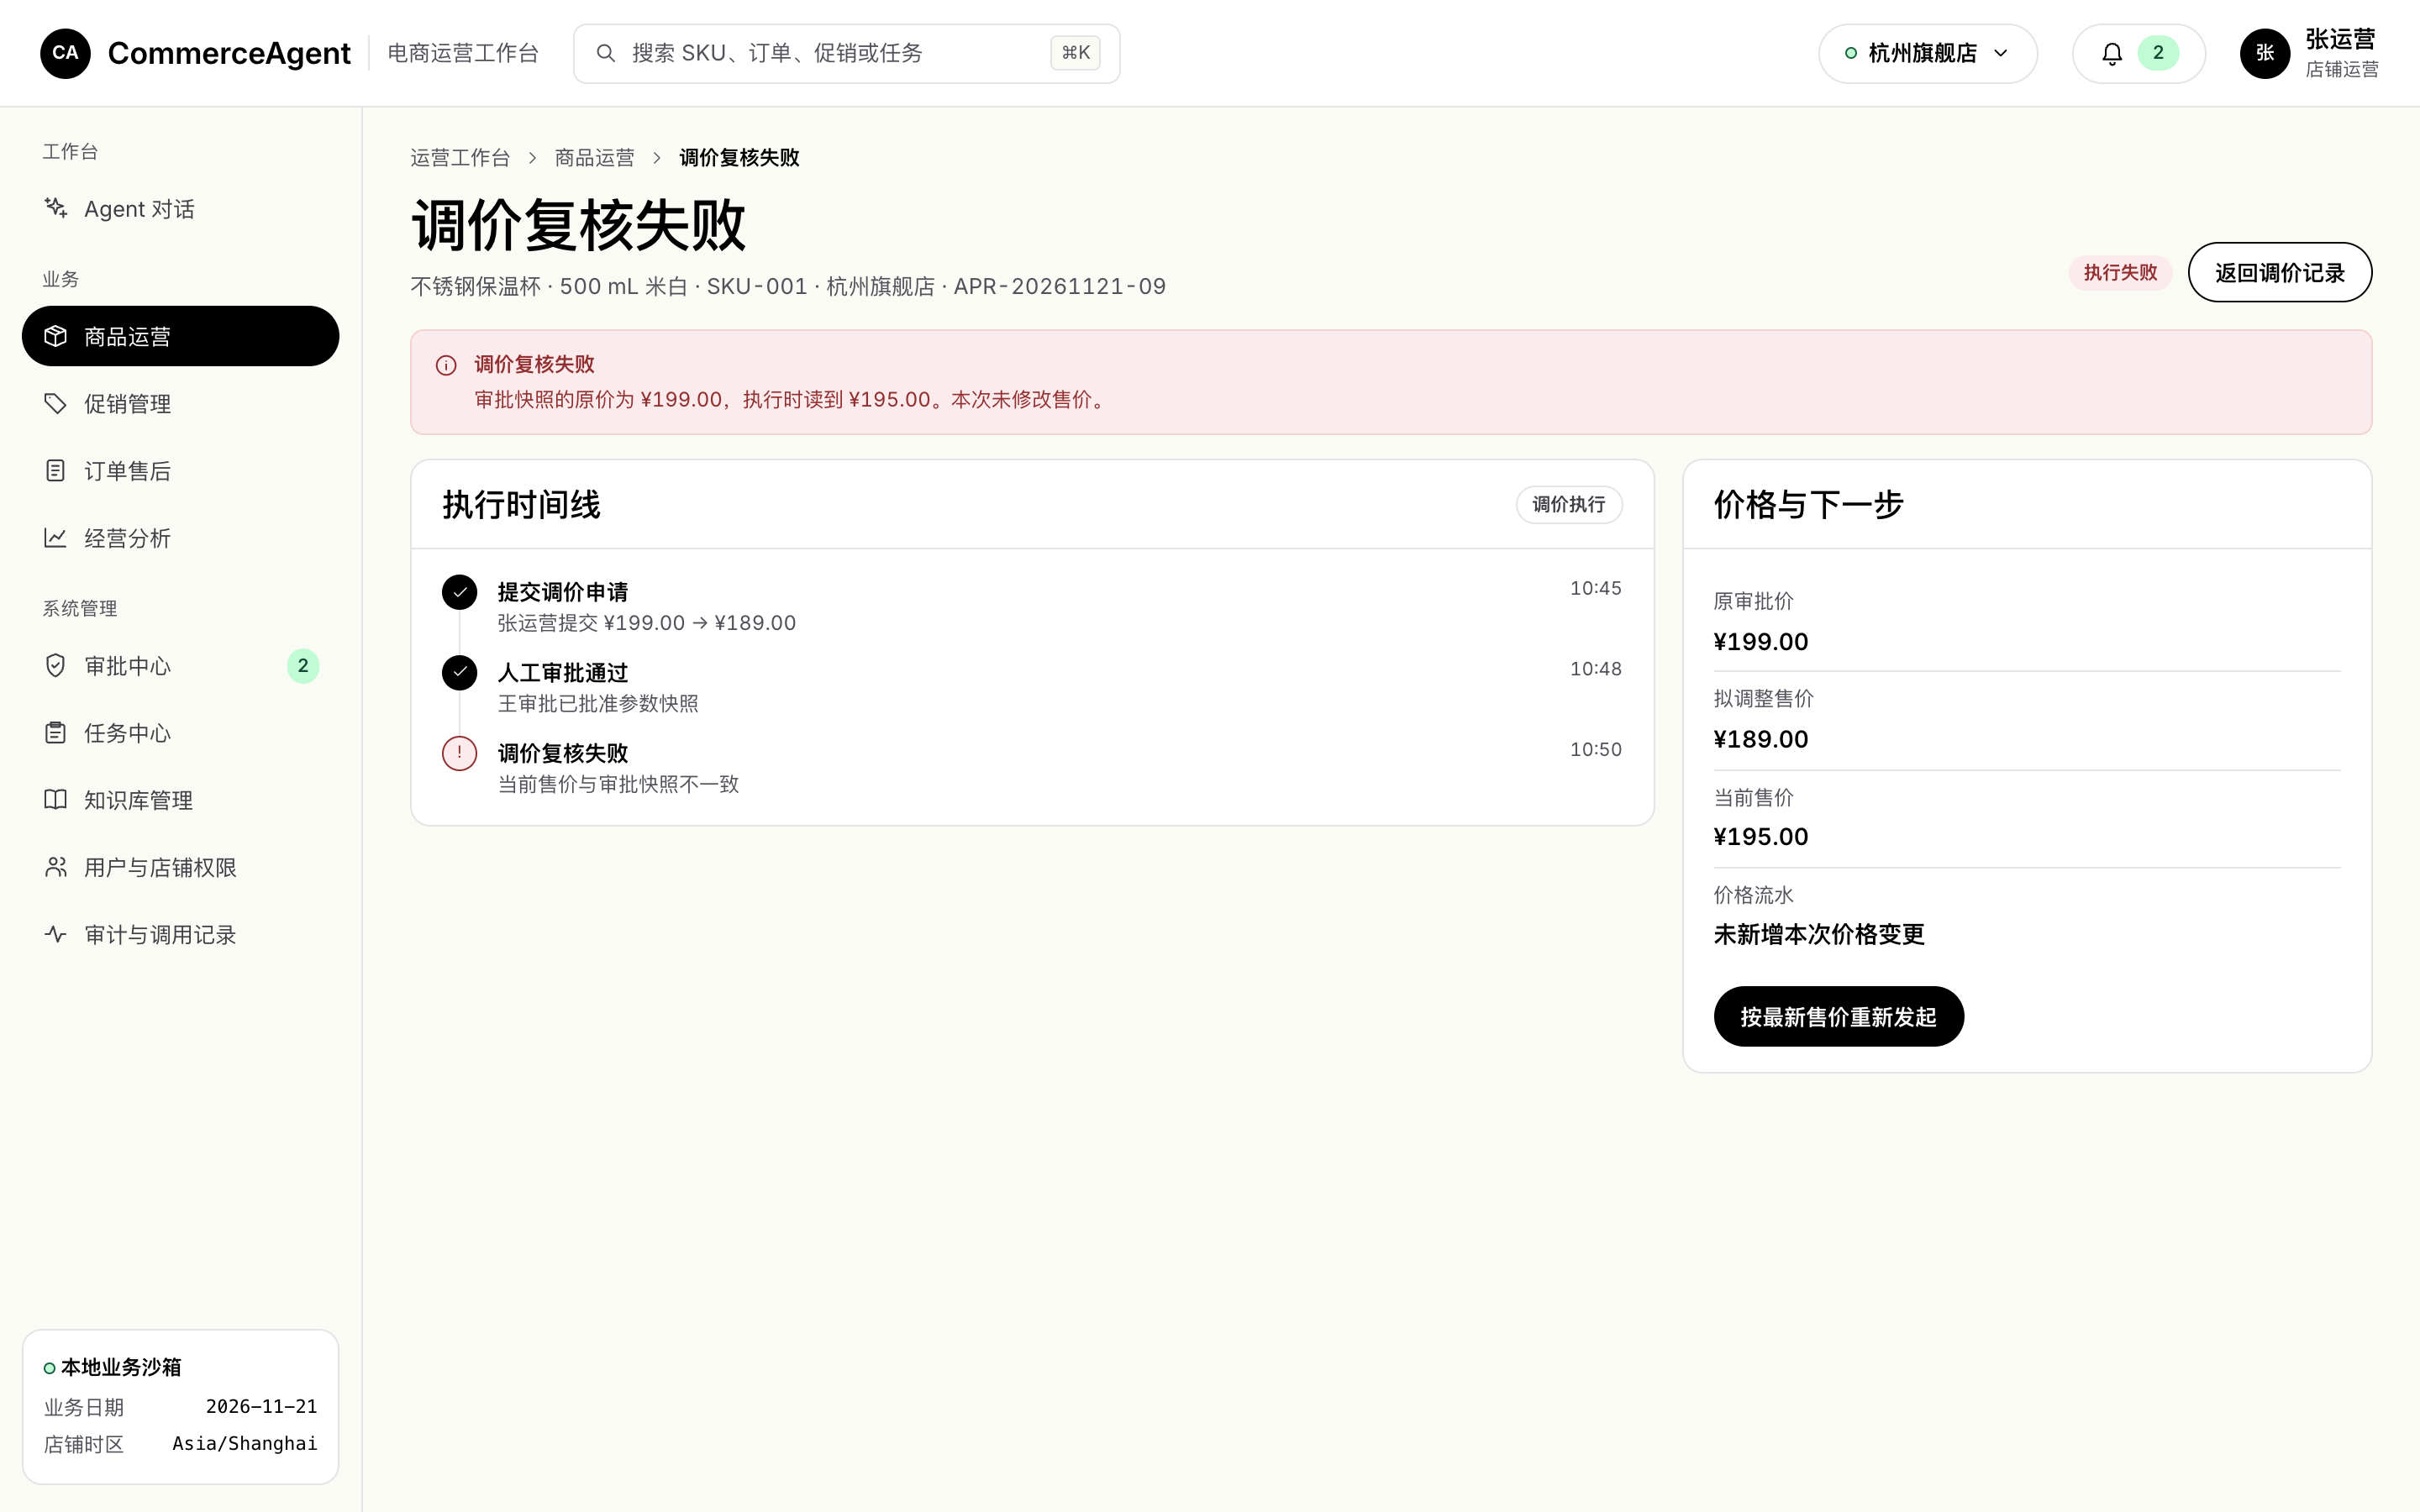 CA CommerceAgent 电商运营工作台 搜索 SKU、订单、促销或任务 ⌘K 杭州旗舰店 2 张 张运营
店铺运营
工作台
Agent 对话
业务
商品运营
促销管理
订单售后
经营分析
系统管理
审批中心 2
任务中心
知识库管理
用户与店铺权限
审计与调用记录
本地业务沙箱
业务日期 2026-11-21
店铺时区 Asia/Shanghai
运营工作台 > 商品运营 > 调价复核失败
调价复核失败
不锈钢保温杯 · 500 mL 米白 · SKU-001 · 杭州旗舰店 · APR-20261121-09
执行失败 返回调价记录
调价复核失败
审批快照的原价为 ¥199.00，执行时读到 ¥195.00。本次未修改售价。
执行时间线 调价执行
提交调价申请 10:45
张运营提交 ¥199.00 → ¥189.00
人工审批通过 10:48
王审批已批准参数快照
! 调价复核失败 10:50
当前售价与审批快照不一致
价格与下一步
原审批价
¥199.00
拟调整售价
¥189.00
当前售价
¥195.00
价格流水
未新增本次价格变更
按最新售价重新发起